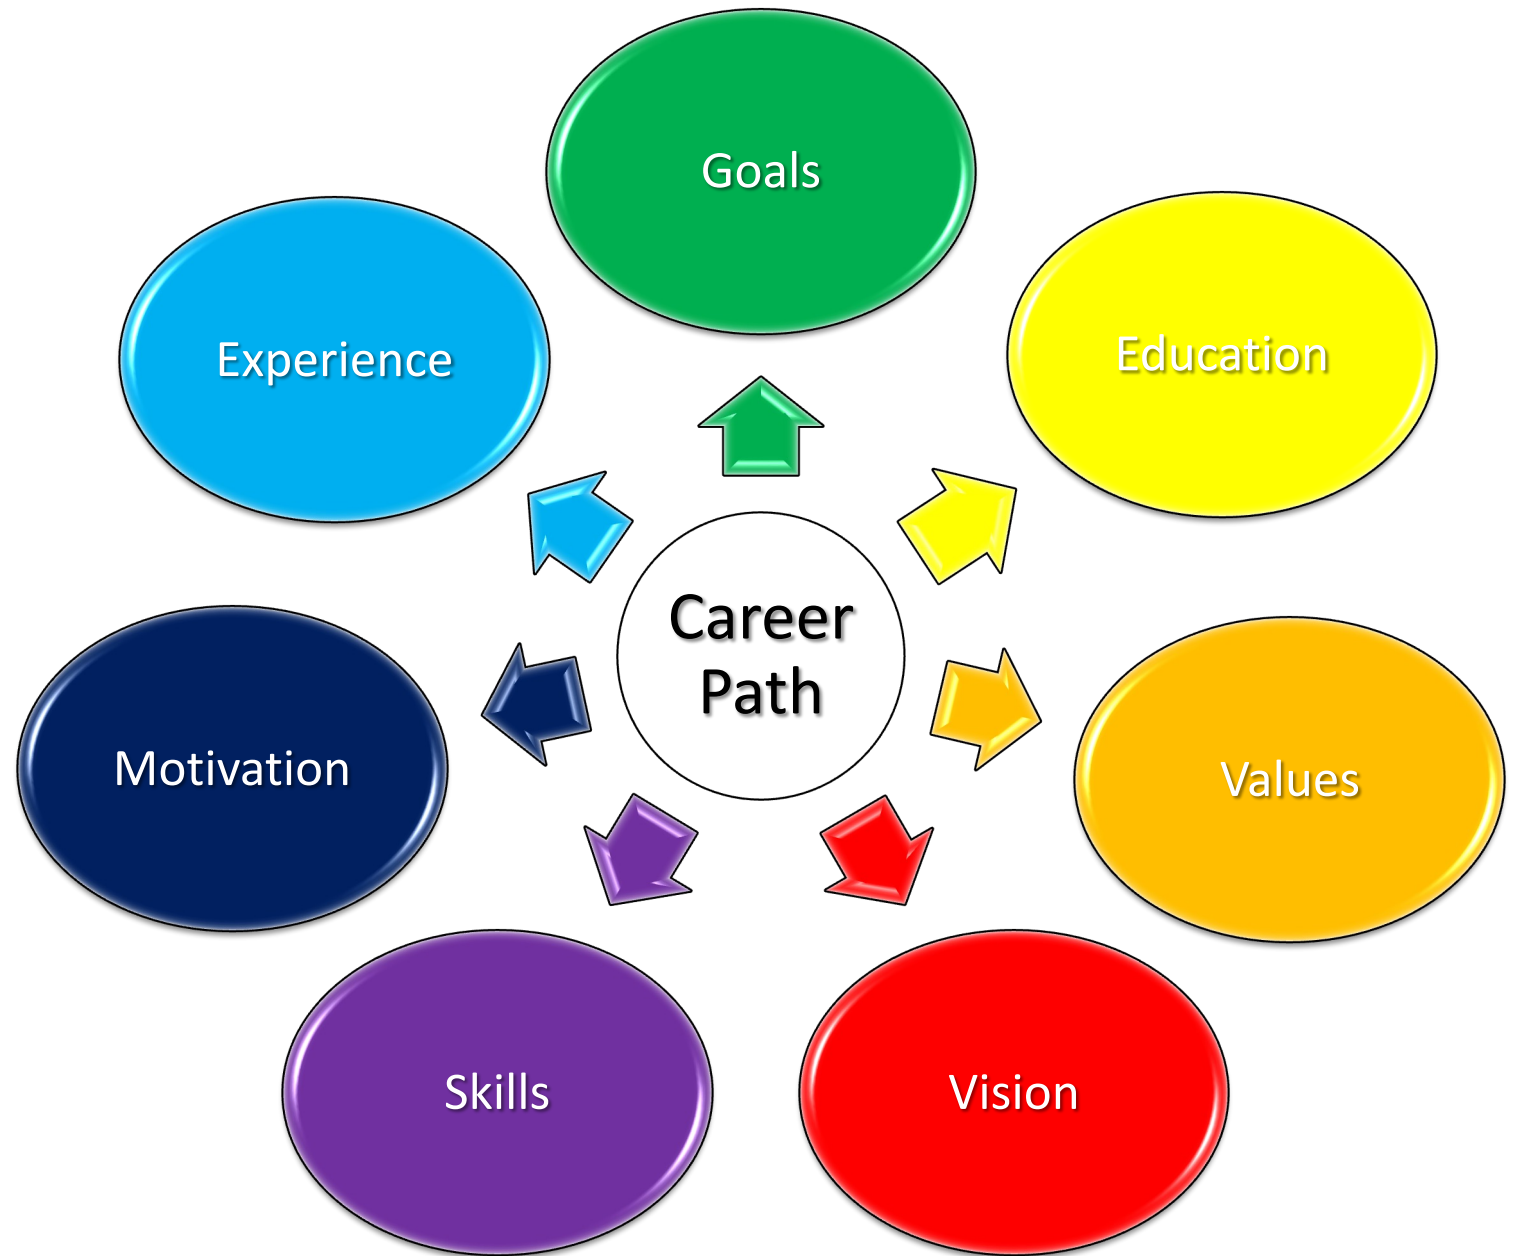 Goals
Experience
Education
Career
Path
Motivation
Values
Skills
Vision